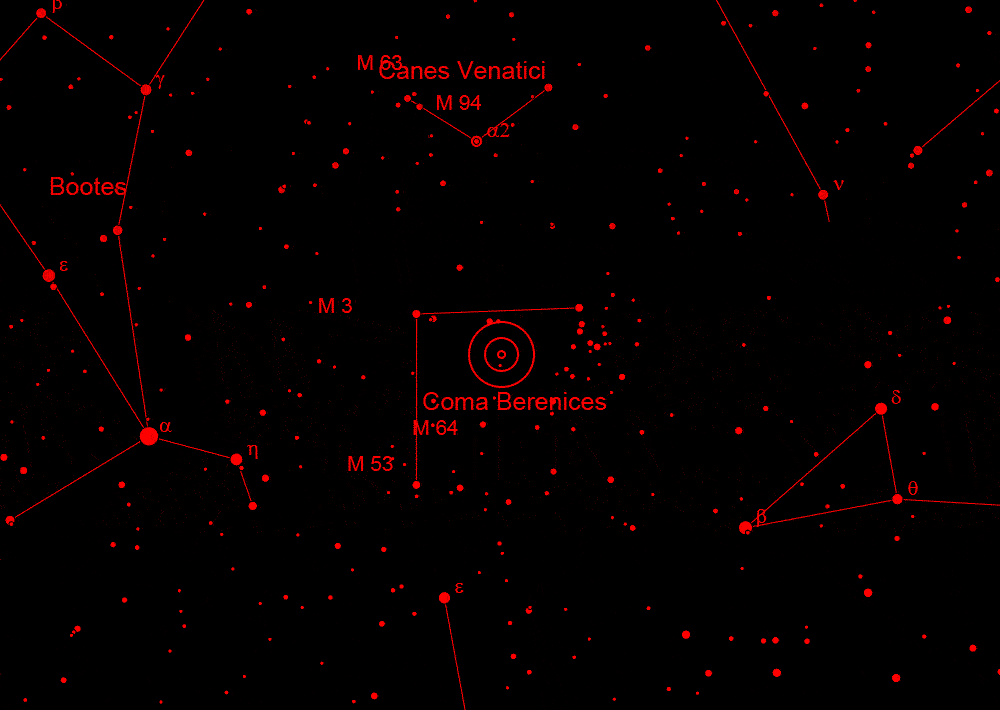 ρ
M 63
Canes Venatici
γ
M 94
α2
Bootes
ν
ε
M 3
Coma Berenices
δ
α
M 64
η
M 53
θ
β
ε